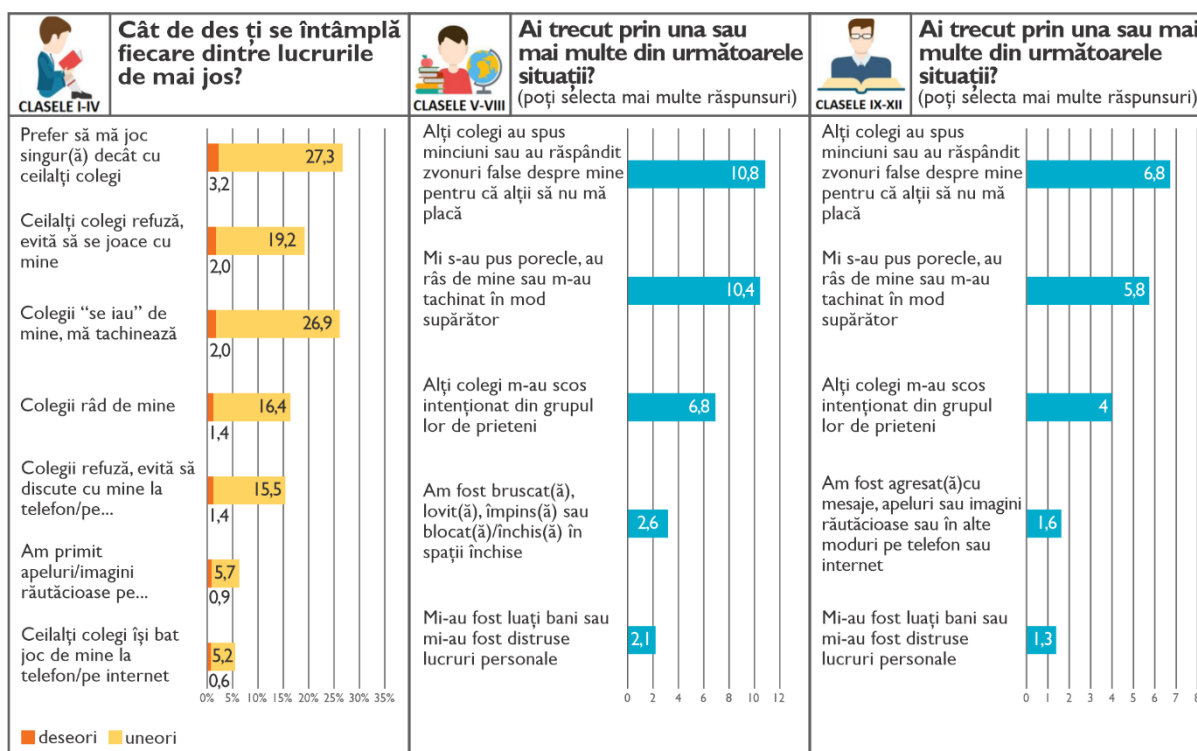 CLASELE I-IV
Cât de des ți se întâmplă
fiecare dintre lucrurile
de mai jos?
Prefer să mă joc
singur(ă) decât cu
ceilalți colegi
27,3
3,2
Ceilalți colegi refuză,
evită să se joace cu
mine
19,2
2,0
Colegii “se iau” de
mine, mă tachinează
26,9
2,0
Colegii râd de mine
16,4
1,4
Colegii refuză, evită să
discute cu mine la
telefon/pe...
15,5
1,4
Am primit
apeluri/imagini
răutăcioase pe...
5,7
0,9
Ceilalți colegi își bat
joc de mine la
telefon/pe internet
5,2
0,6
0% 5% 10% 15% 20% 25% 30% 35%
deseori uneori
CLASELE V-VIII
Ai trecut prin una sau
mai multe din următoarele
situații?
(poți selecta mai multe răspunsuri)
Alți colegi au spus
minciuni sau au răspândit
zvonuri false despre mine
pentru că alții să nu mă
placă
10,8
Mi s-au pus porecle, au
râs de mine sau m-au
tachinat în mod
supărător
10,4
Alți colegi m-au scos
intenționat din grupul
lor de prieteni
6,8
Am fost bruscat(ă),
lovit(ă), împins(ă) sau
blocat(ă)/închis(ă) în
spații închise
2,6
Mi-au fost luați bani sau
mi-au fost distruse
lucruri personale
2,1
0 2 4 6 8 10 12
CLASELE IX-XII
Ai trecut prin una sau mai
multe din următoarele
situații?
(poți selecta mai multe răspunsuri)
Alți colegi au spus
minciuni sau au răspândit
zvonuri false despre mine
pentru că alții să nu mă
placă
6,8
Mi s-au pus porecle, au
râs de mine sau m-au
tachinat în mod
supărător
5,8
Alți colegi m-au scos
intenționat din grupul
lor de prieteni
4
Am fost agresat(ă)cu
mesaje, apeluri sau imagini
răutăcioase sau în alte
moduri pe telefon sau
internet
1,6
Mi-au fost luați bani sau
mi-au fost distruse
lucruri personale
1,3
0 1 2 3 4 5 6 7 8